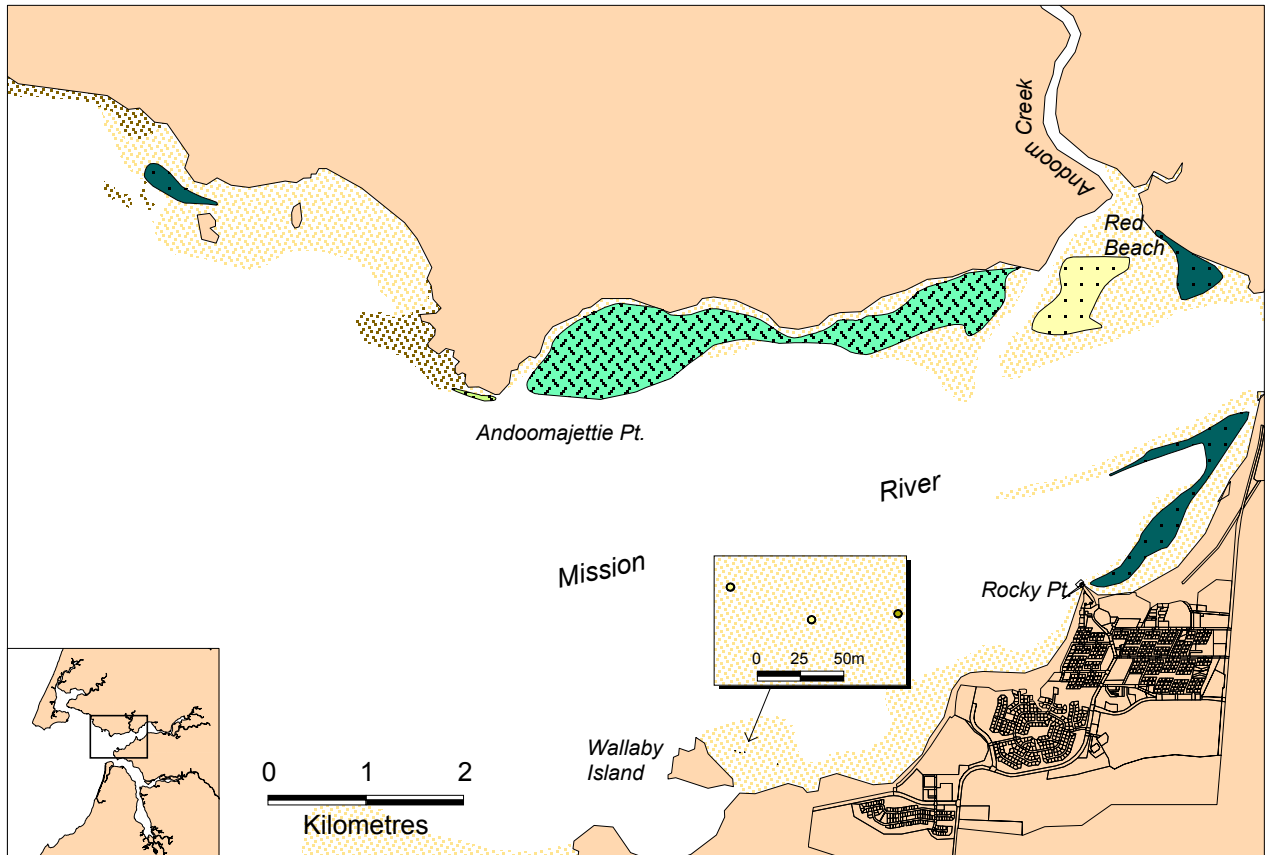 Andoom Creek
Red
Beach
Andoomajettie Pt.
River
Mission
Rocky Pt.
0 25 50m
Wallaby
Island
0 1 2
Kilometres